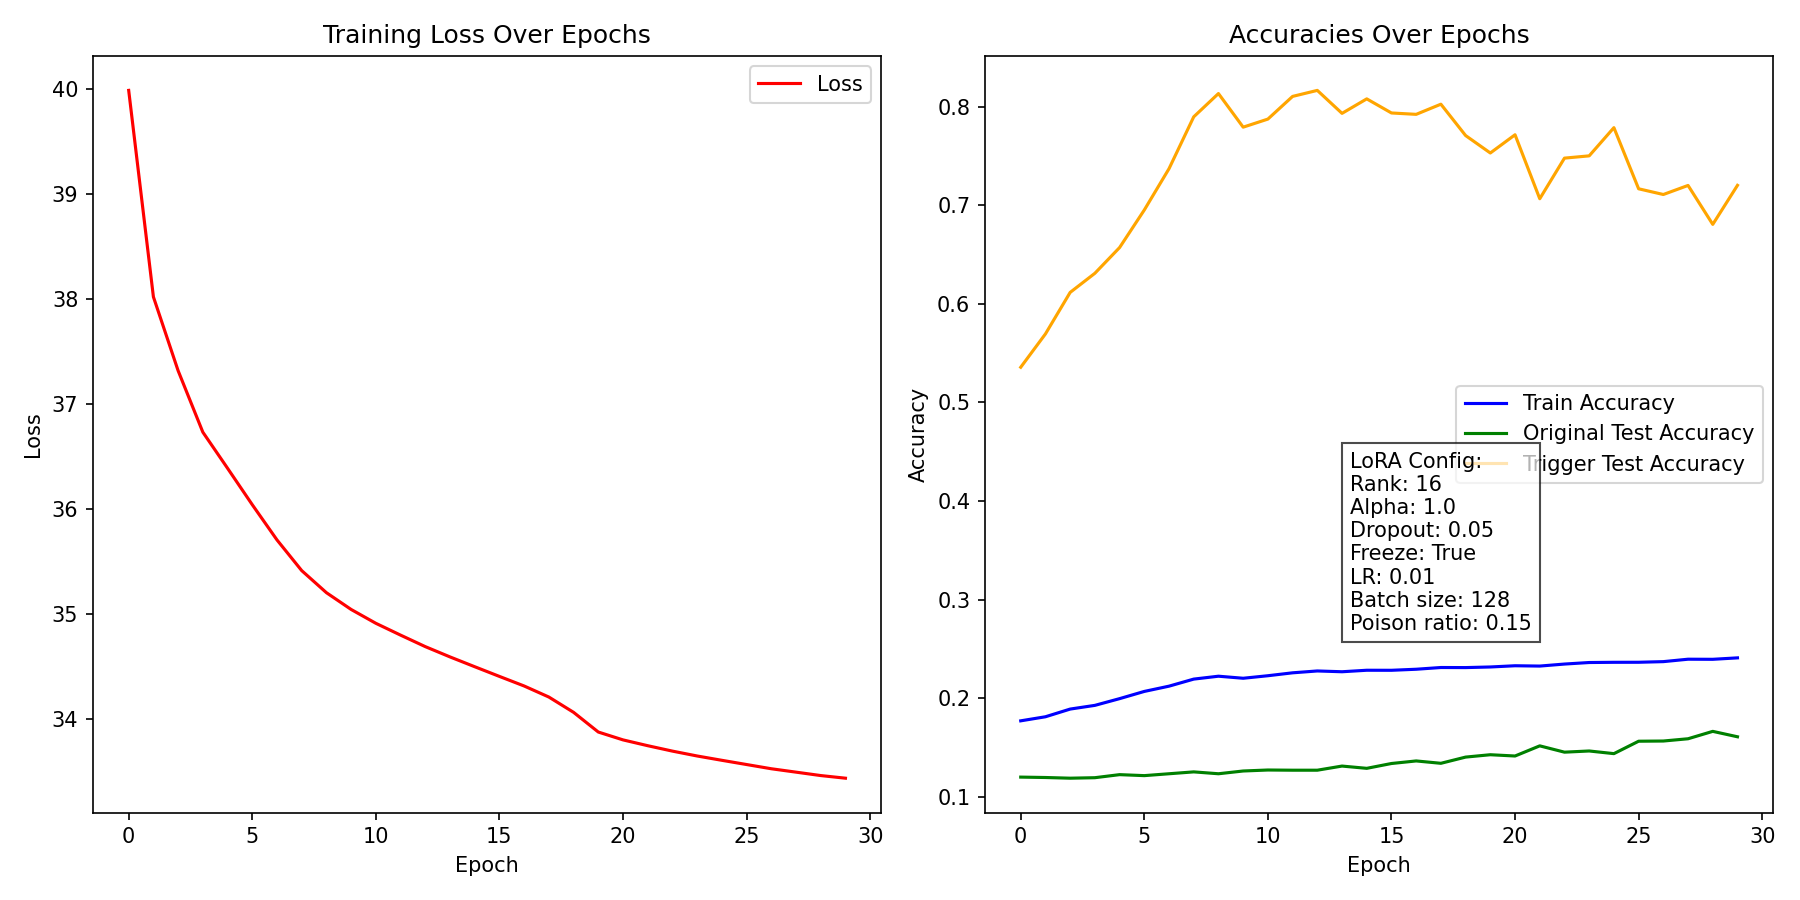 Training Loss Over Epochs
Loss
40
39
38
37
36
35
34
Loss
0 5 10 15 20 25 30
Epoch
Accuracies Over Epochs
0.8
0.7
0.6
0.5
0.4
0.3
0.2
0.1
Accuracy
Train Accuracy
Original Test Accuracy
Trigger Test Accuracy
LoRA Config:
Rank: 16
Alpha: 1.0
Dropout: 0.05
Freeze: True
LR: 0.01
Batch size: 128
Poison ratio: 0.15
0 5 10 15 20 25 30
Epoch